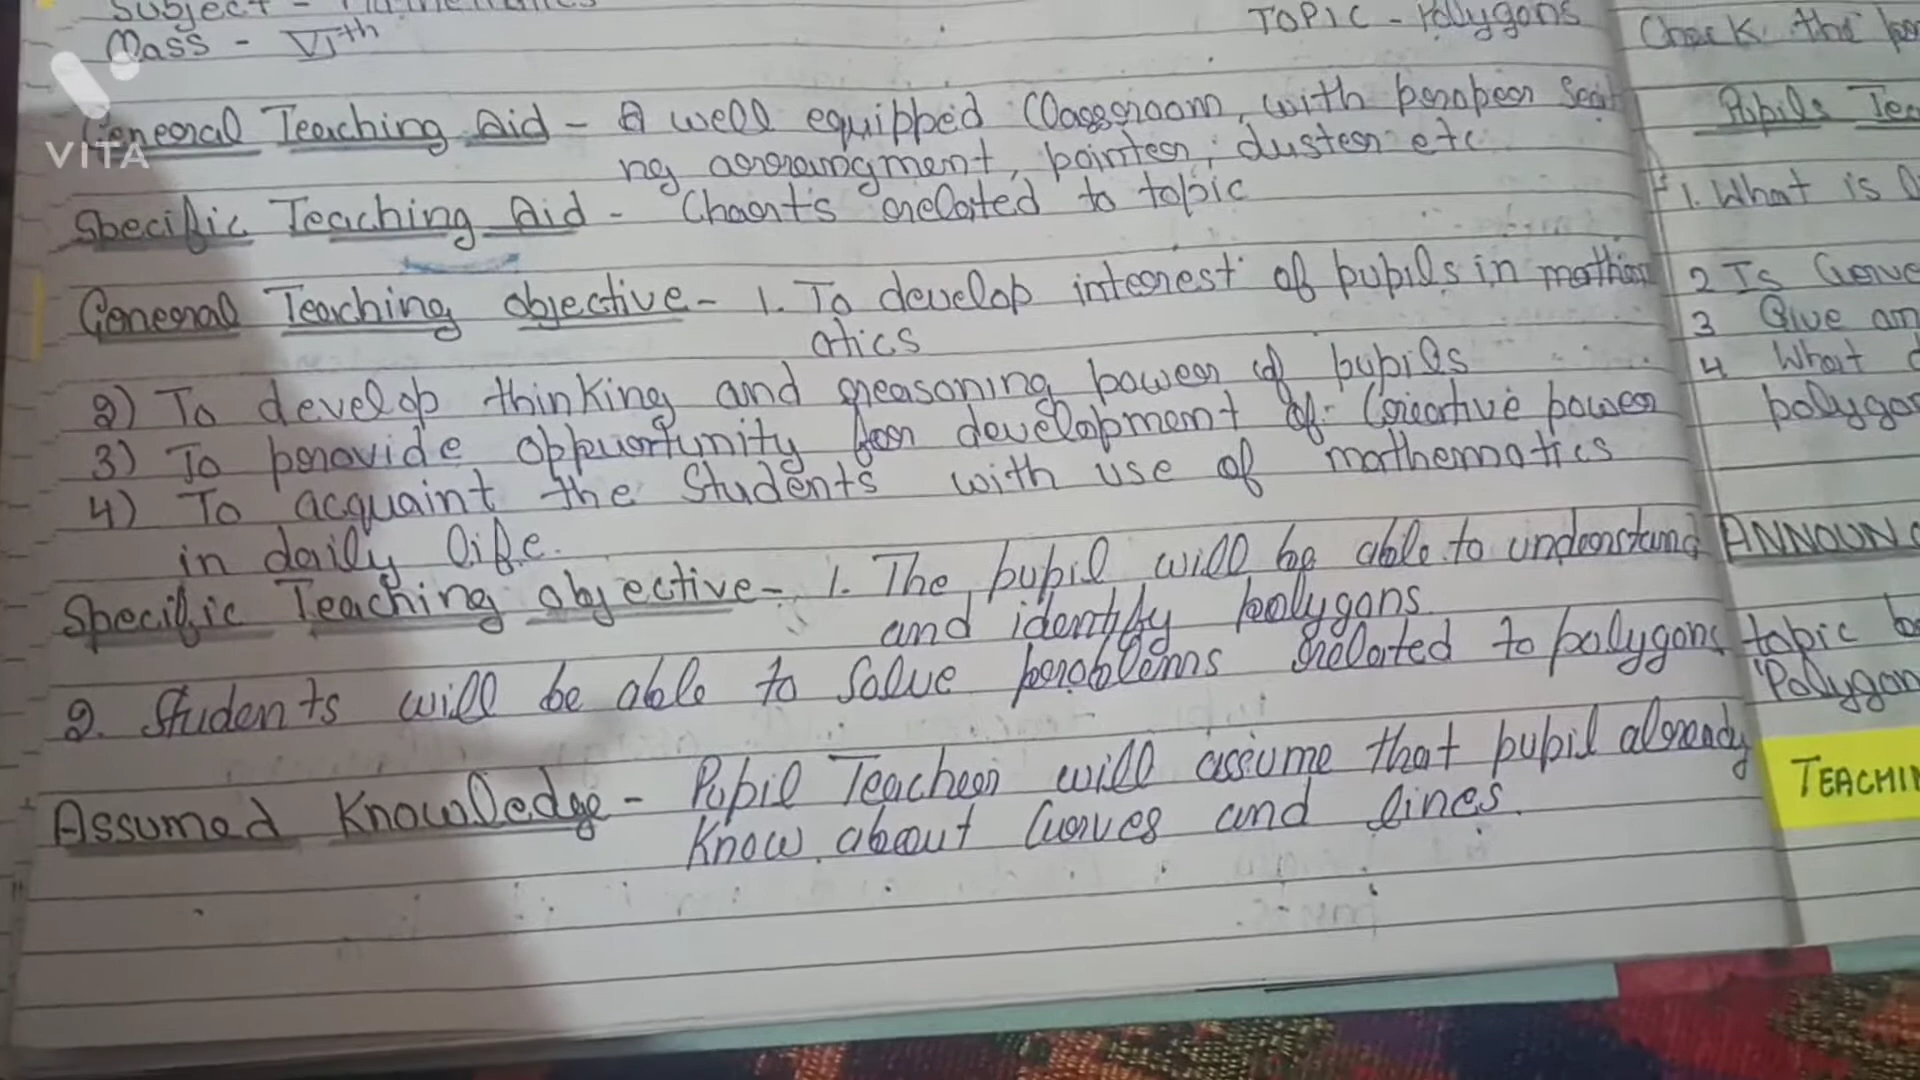 Subject - Mathematics
Class - VIth
TOPIC - Polygons
VITA
General Teaching Aid - A well equipped Classroom, with proper Seati
ng arrangment, pointer, duster etc
Specific Teaching Aid - Charts related to topic
General Teaching objective - 1. To develop interest of pupils in mathem
atics
2) To develop thinking and reasoning power of pupils
3) To provide oppurtunity for development of Creative power
4) To acquaint the Students with use of mathematics
in daily life.
Specific Teaching objective - 1. The pupil will be able to understand
and identify polygons.
2. Students will be able to Solve problems related to polygons
Assumed Knowledge - Pupil Teacher will assume that pupil already
Know about Curves and lines.
Check the
Pupils
1. What is
2 Is
3 Give an
4 What
ANNOUNC
topic
'Polygon
TEACHIN